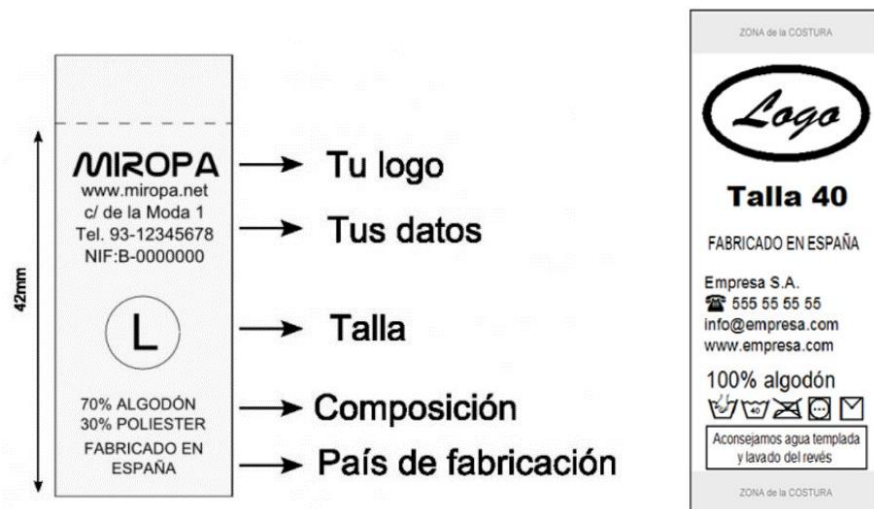 42mm
MIROPA
www.miropa.net
c/ de la Moda 1
Tel. 93-12345678
NIF:B-0000000
L
70% ALGODÓN
30% POLIESTER
FABRICADO EN
ESPAÑA
Tu logo
Tus datos
Talla
Composición
País de fabricación
ZONA de la COSTURA
Logo
Talla 40
FABRICADO EN ESPAÑA
Empresa S.A.
☎ 555 55 55 55
info@empresa.com
www.empresa.com
100% algodón
40
Aconsejamos agua templada
y lavado del revés
ZONA de la COSTURA